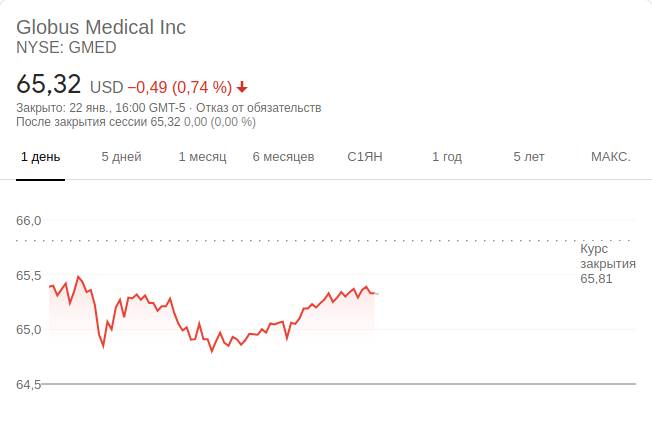 Globus Medical Inc
NYSE: GMED
65,32 USD −0,49 (0,74 %)
Закрыто: 22 янв., 16:00 GMT-5 · Отказ от обязательств
После закрытия сессии 65,32 0,00 (0,00 %)
1 день 5 дней 1 месяц 6 месяцев С1ЯН 1 год 5 лет МАКС.
66,0
Курс
закрытия
65,81
65,5
65,0
64,5